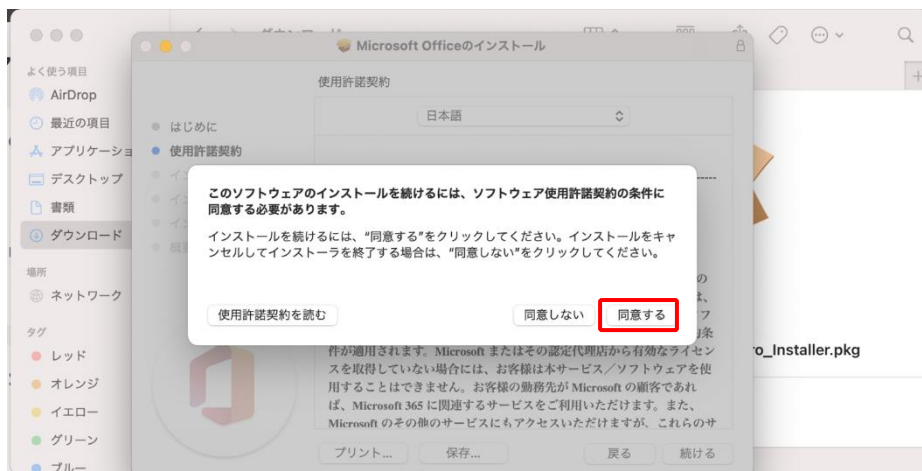 Microsoft Officeのインストール
よく使う項目
AirDrop
最近の項目
アプリケーショ
デスクトップ
書類
ダウンロード
場所
ネットワーク
タグ
レッド
オレンジ
イエロー
グリーン
ブルー
使用許諾契約
日本語
はじめに
使用許諾契約
このソフトウェアのインストールを続けるには、ソフトウェア使用許諾契約の条件に
同意する必要があります。
インストールを続けるには、“同意する”をクリックしてください。インストールをキャ
ンセルしてインストーラを終了する場合は、“同意しない”をクリックしてください。
使用許諾契約を読む
同意しない
同意する
件が適用されます。Microsoft またはその認定代理店から有効なライセン
スを取得していない場合には、お客様は本サービス／ソフトウェアを使
用することはできません。お客様の勤務先が Microsoft の顧客であれ
ば、Microsoft 365 に関連するサービスをご利用いただけます。また、
Microsoft のその他のサービスにもアクセスいただけますが、これらのサ
プリント...
保存...
戻る
続ける
ro_Installer.pkg